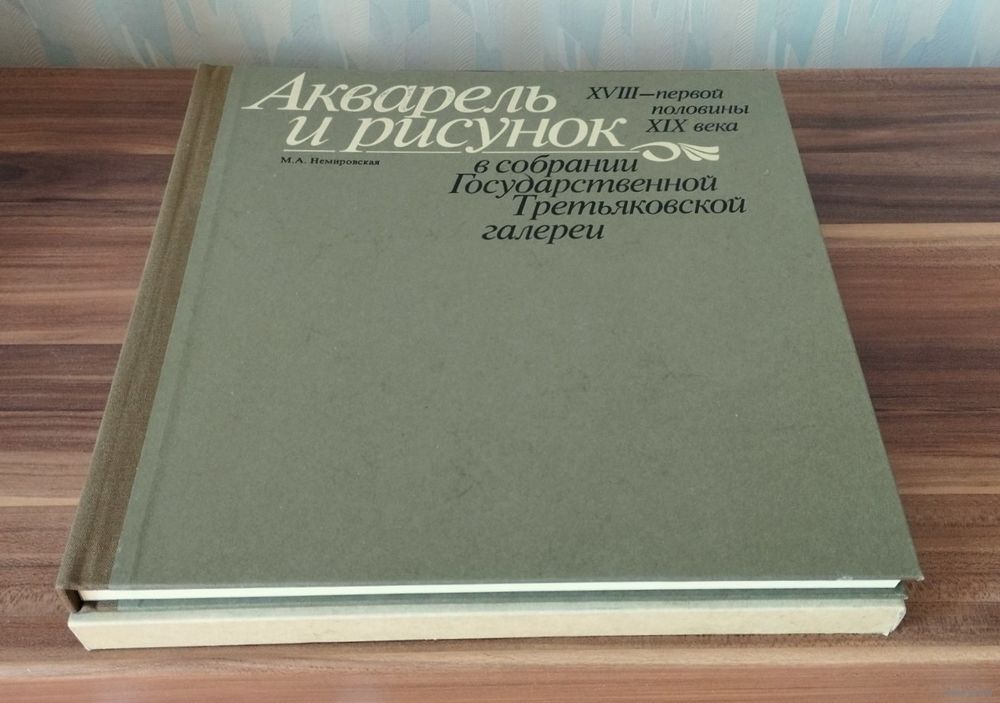 Акварель
и рисунок
XVIII—первой
половины
XIX века
М.А. Немировская
в собрании
Государственной
Третьяковской
галереи